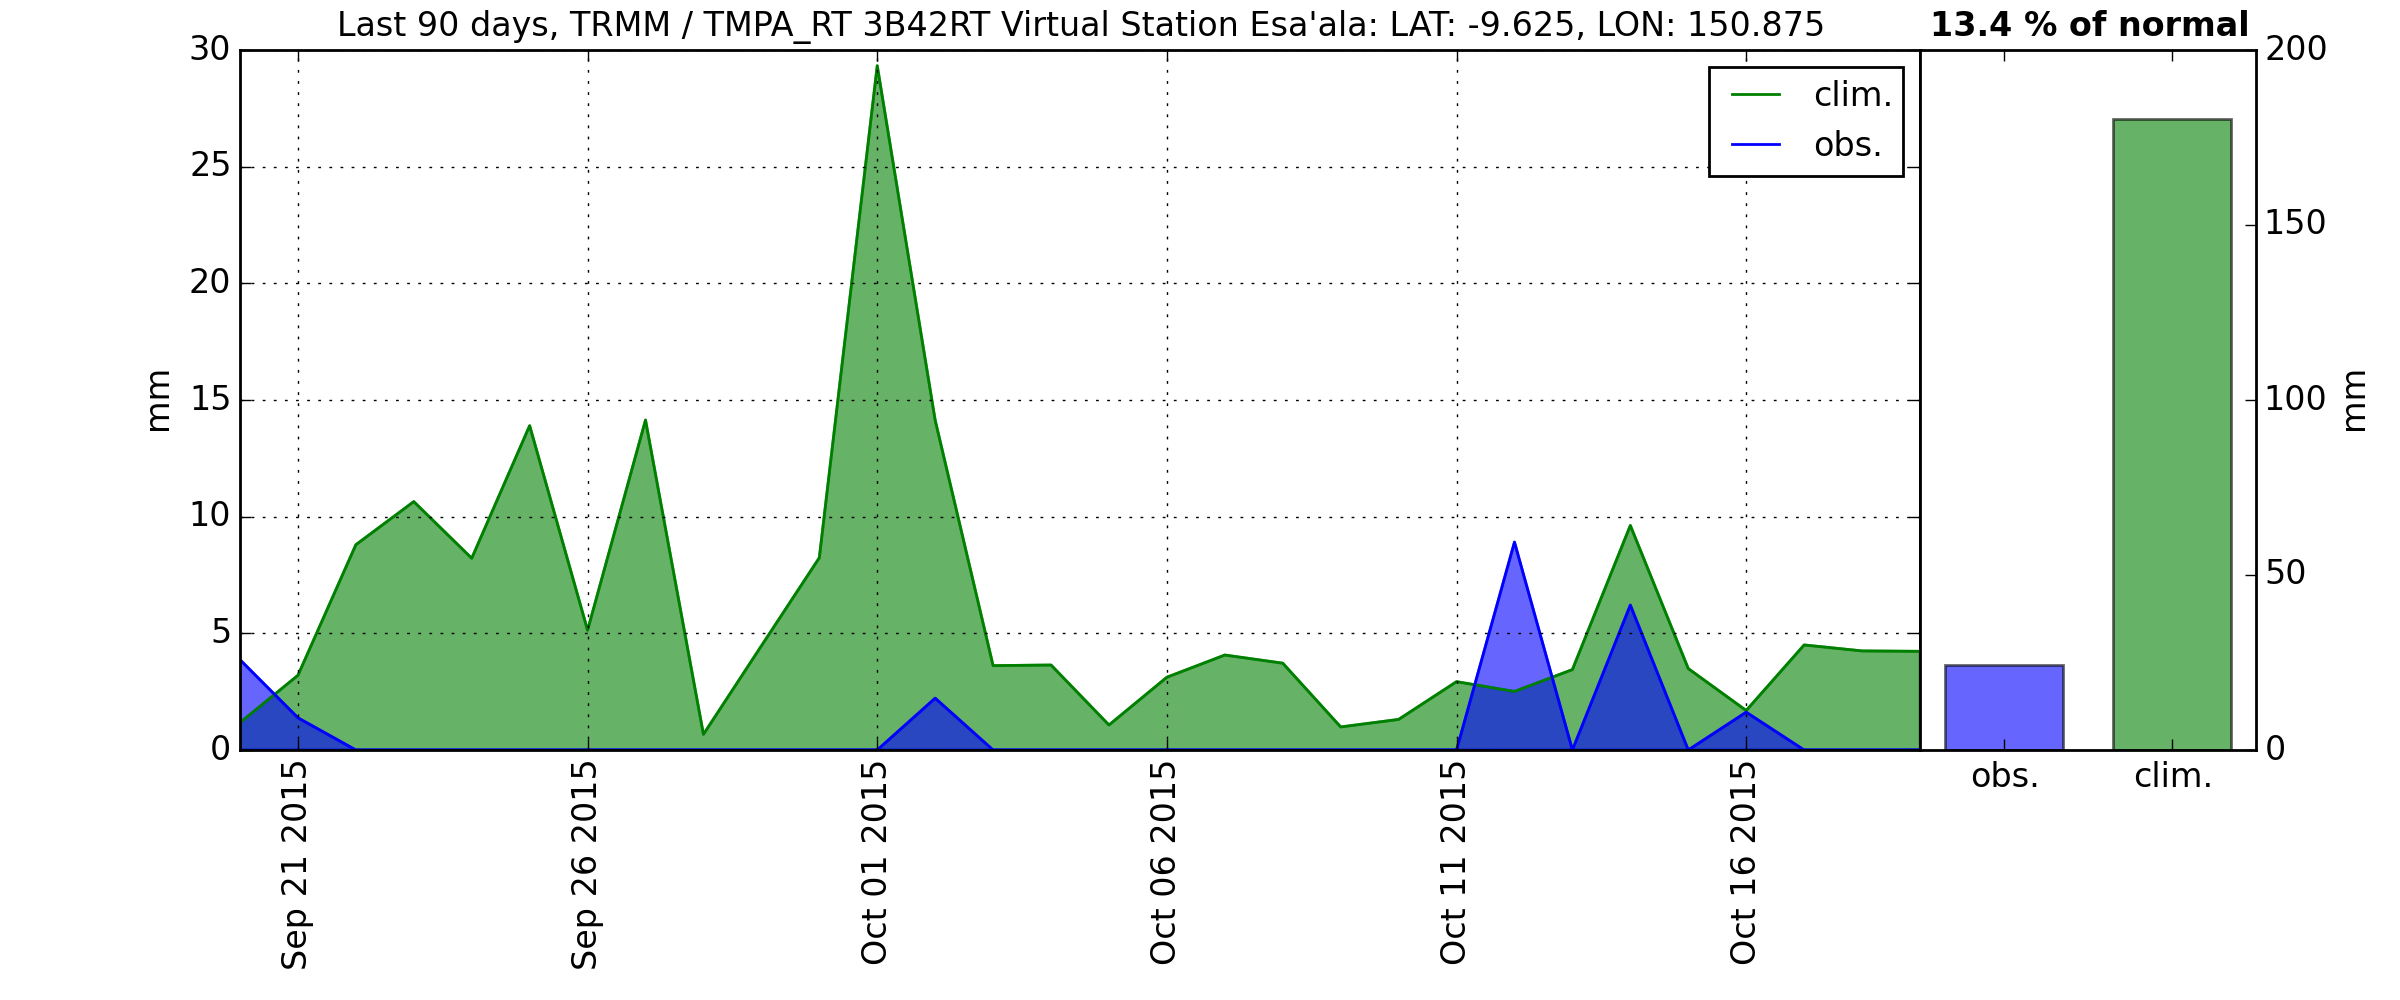 Last 90 days, TRMM / TMPA_RT 3B42RT Virtual Station Esa'ala: LAT: -9.625, LON: 150.875
13.4 % of normal
30
25
20
15
10
5
0
mm
clim.
obs.
200
150
100
50
0
mm
Sep 21 2015
Sep 26 2015
Oct 01 2015
Oct 06 2015
Oct 11 2015
Oct 16 2015
obs.
clim.